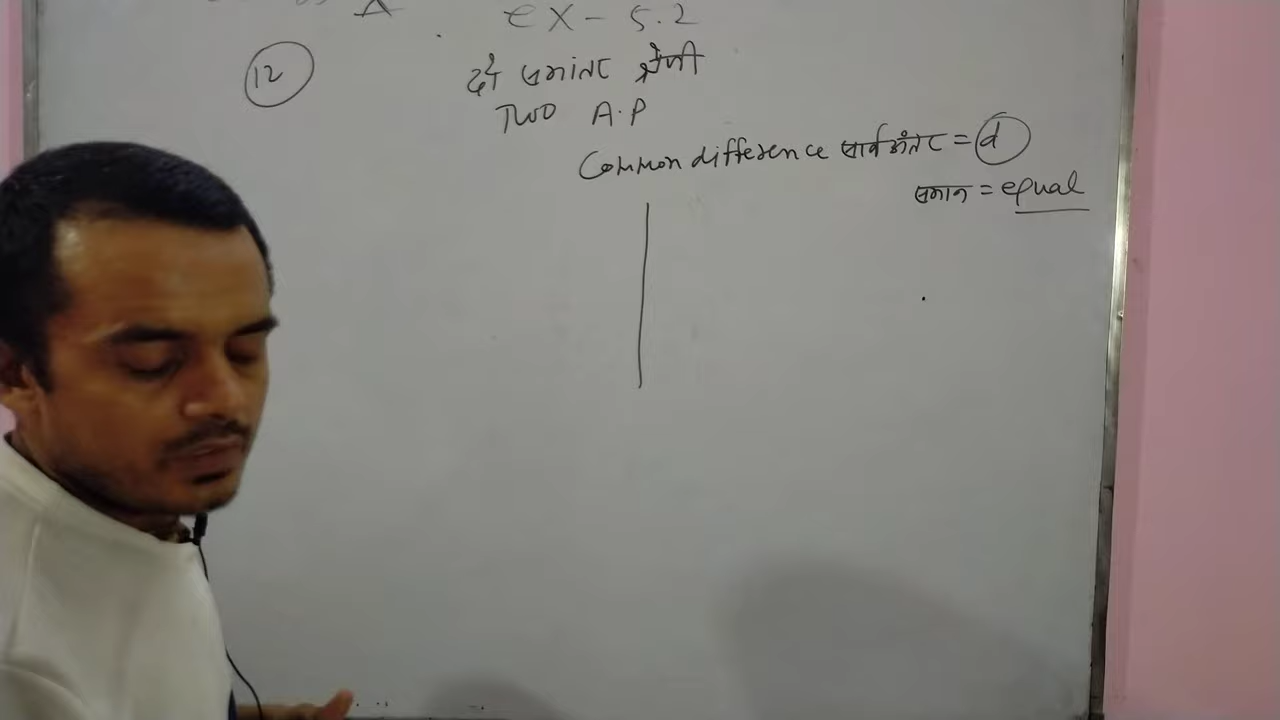 ex - 5.2
12
दो समांतर श्रेणी
Two A.P
Common difference सार्वअंतर = d
समान = equal